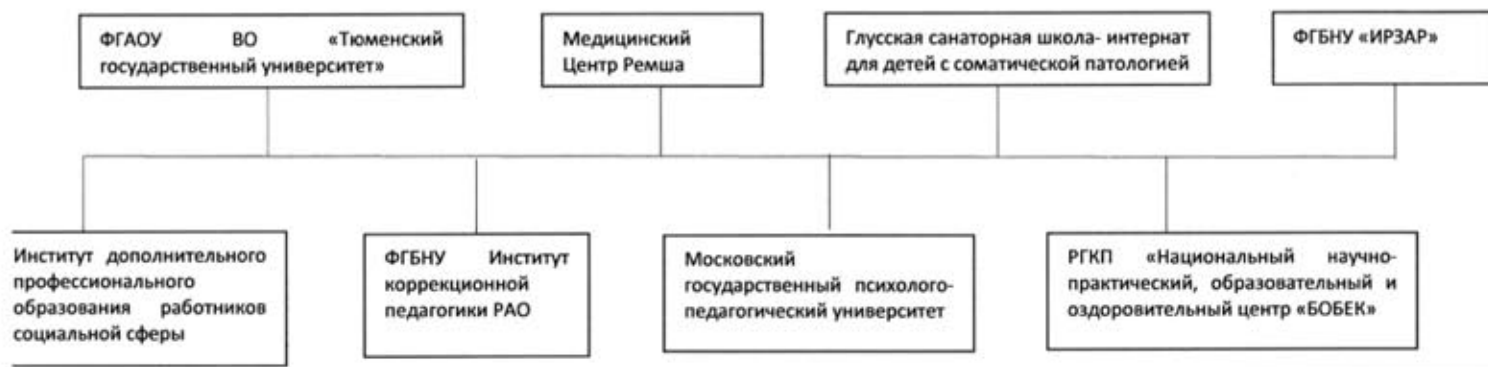 ФГАОУ ВО «Тюменский
государственный университет»
Медицинский
Центр Ремша
Глусская санаторная школа- интернат
для детей с соматической патологией
ФГБНУ «ИРЗАР»
Институт дополнительного
профессионального
образования работников
социальной сферы
ФГБНУ Институт
коррекционной
педагогики РАО
Московский
государственный психолого-
педагогический университет
РГКП «Национальный научно-
практический, образовательный и
оздоровительный центр «БОБЕК»